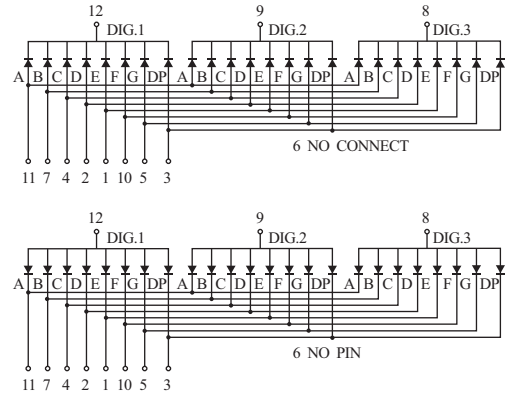 12 9 8
DIG.1 DIG.2 DIG.3
A B C D E F G DP A B C D E F G DP A B C D E F G DP
6 NO CONNECT
11 7 4 2 1 10 5 3
12 9 8
DIG.1 DIG.2 DIG.3
A B C D E F G DP A B C D E F G DP A B C D E F G DP
6 NO PIN
11 7 4 2 1 10 5 3